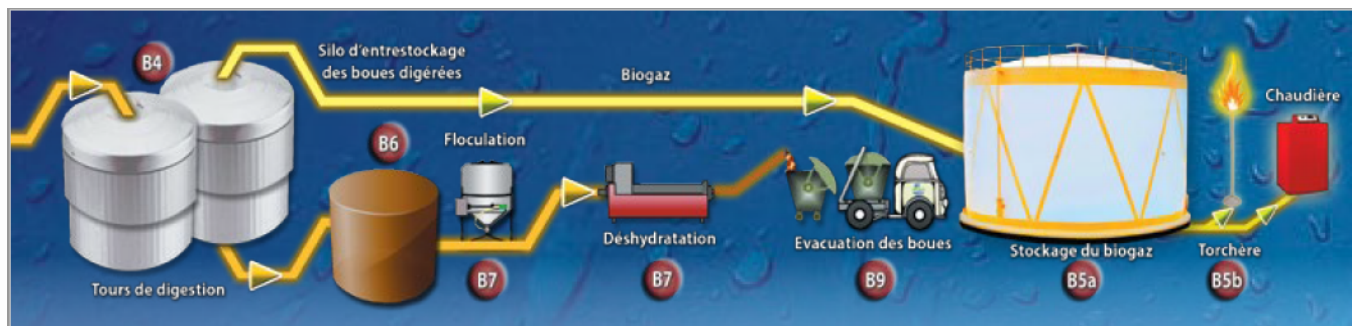 B4
Silo d'entrestockage
des boues digérées
Biogaz
Chaudière
B6
Floculation
Déshydratation
Evacuation des boues
Stockage du biogaz
Torchère
Tours de digestion
B7
B7
B9
B5a
B5b